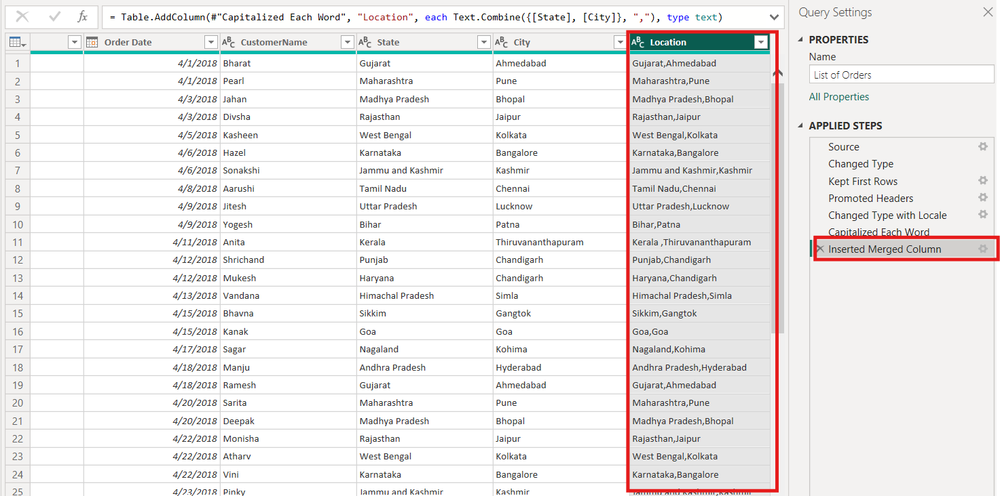 fx = Table.AddColumn(#"Capitalized Each Word", "Location", each Text.Combine({[State], [City]}, ","), type text)
Order Date ABC CustomerName ABC State ABC City ABC Location
1 4/1/2018 Bharat Gujarat Ahmedabad Gujarat,Ahmedabad
2 4/1/2018 Pearl Maharashtra Pune Maharashtra,Pune
3 4/3/2018 Jahan Madhya Pradesh Bhopal Madhya Pradesh,Bhopal
4 4/3/2018 Divsha Rajasthan Jaipur Rajasthan,Jaipur
5 4/5/2018 Kasheen West Bengal Kolkata West Bengal,Kolkata
6 4/6/2018 Hazel Karnataka Bangalore Karnataka,Bangalore
7 4/6/2018 Sonakshi Jammu and Kashmir Kashmir Jammu and Kashmir,Kashmir
8 4/8/2018 Aarushi Tamil Nadu Chennai Tamil Nadu,Chennai
9 4/9/2018 Jitesh Uttar Pradesh Lucknow Uttar Pradesh,Lucknow
10 4/9/2018 Yogesh Bihar Patna Bihar,Patna
11 4/11/2018 Anita Kerala Thiruvananthapuram Kerala ,Thiruvananthapuram
12 4/12/2018 Shrichand Punjab Chandigarh Punjab,Chandigarh
13 4/12/2018 Mukesh Haryana Chandigarh Haryana,Chandigarh
14 4/13/2018 Vandana Himachal Pradesh Simla Himachal Pradesh,Simla
15 4/15/2018 Bhavna Sikkim Gangtok Sikkim,Gangtok
16 4/15/2018 Kanak Goa Goa Goa,Goa
17 4/17/2018 Sagar Nagaland Kohima Nagaland,Kohima
18 4/18/2018 Manju Andhra Pradesh Hyderabad Andhra Pradesh,Hyderabad
19 4/18/2018 Ramesh Gujarat Ahmedabad Gujarat,Ahmedabad
20 4/20/2018 Sarita Maharashtra Pune Maharashtra,Pune
21 4/20/2018 Deepak Madhya Pradesh Bhopal Madhya Pradesh,Bhopal
22 4/22/2018 Monisha Rajasthan Jaipur Rajasthan,Jaipur
23 4/22/2018 Atharv West Bengal Kolkata West Bengal,Kolkata
24 4/22/2018 Vini Karnataka Bangalore Karnataka,Bangalore
25 4/23/2018 Pinky Jammu and Kashmir Kashmir Jammu and Kashmir,Kashmir
Query Settings
PROPERTIES
Name
List of Orders
All Properties
APPLIED STEPS
Source
Changed Type
Kept First Rows
Promoted Headers
Changed Type with Locale
Capitalized Each Word
Inserted Merged Column